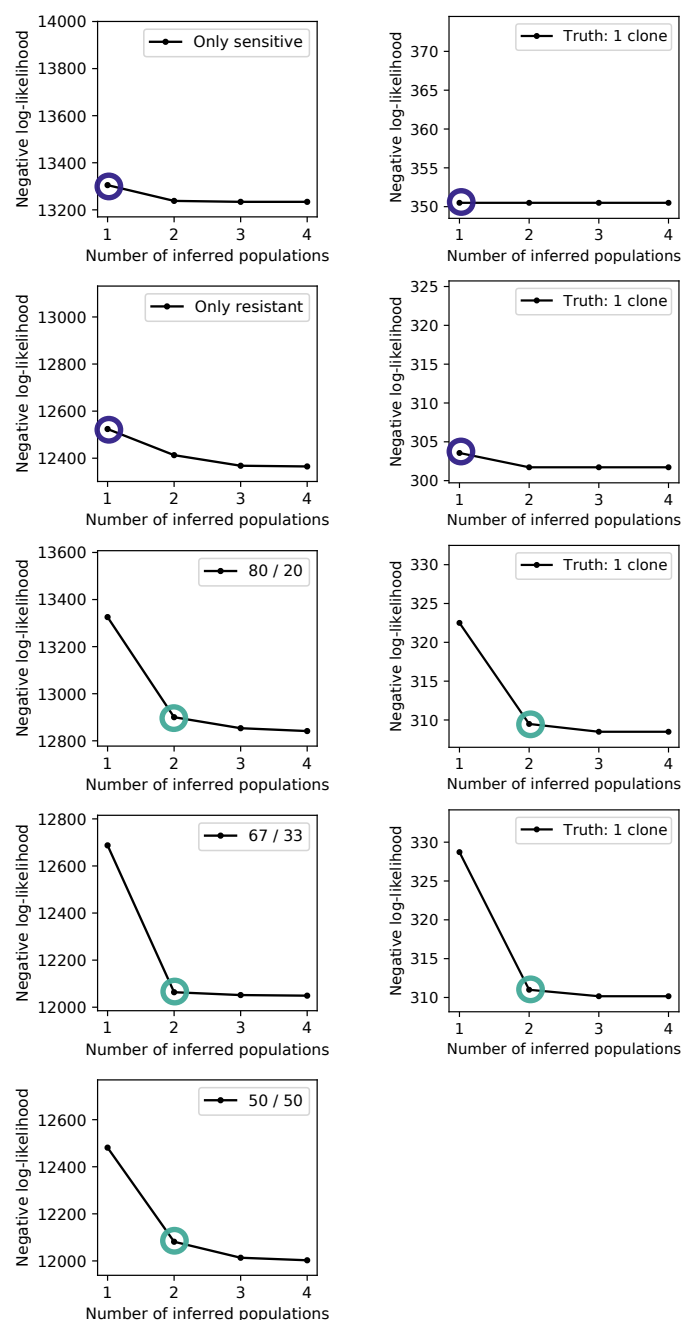 14000
13800
13600
13400
13200
Negative log-likelihood
Only sensitive
1 2 3 4
Number of inferred populations
370
365
360
355
350
Negative log-likelihood
Truth: 1 clone
1 2 3 4
Number of inferred populations
13000
12800
12600
12400
Negative log-likelihood
Only resistant
1 2 3 4
Number of inferred populations
325
320
315
310
305
300
Negative log-likelihood
Truth: 1 clone
1 2 3 4
Number of inferred populations
13600
13400
13200
13000
12800
Negative log-likelihood
80 / 20
1 2 3 4
Number of inferred populations
330
325
320
315
310
Negative log-likelihood
Truth: 1 clone
1 2 3 4
Number of inferred populations
12800
12600
12400
12200
12000
Negative log-likelihood
67 / 33
1 2 3 4
Number of inferred populations
330
325
320
315
310
Negative log-likelihood
Truth: 1 clone
1 2 3 4
Number of inferred populations
12600
12400
12200
12000
Negative log-likelihood
50 / 50
1 2 3 4
Number of inferred populations